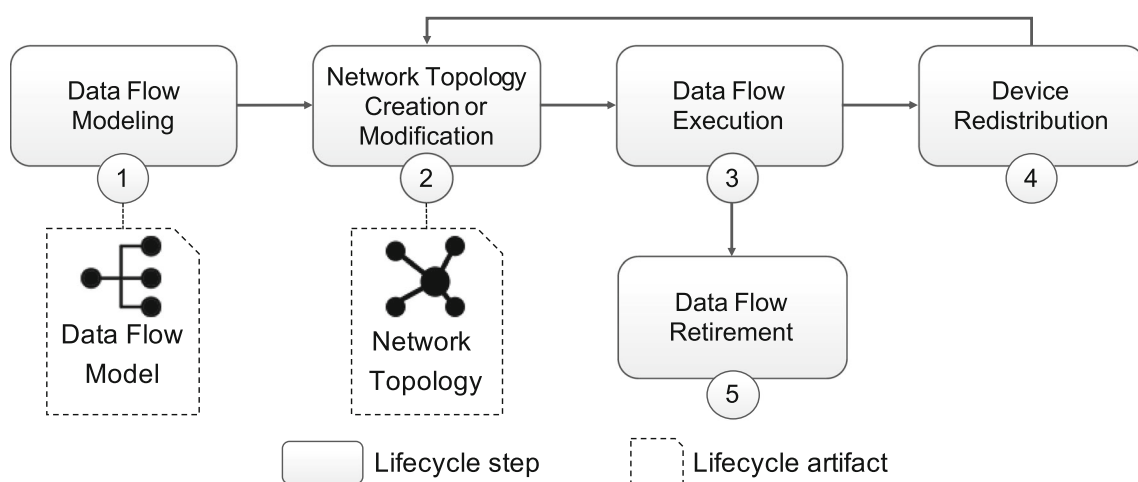 Data Flow
Modeling
1
Network Topology
Creation or
Modification
2
Data Flow
Execution
3
Device
Redistribution
4
Data Flow
Model
Network
Topology
Data Flow
Retirement
5
Lifecycle step
Lifecycle artifact